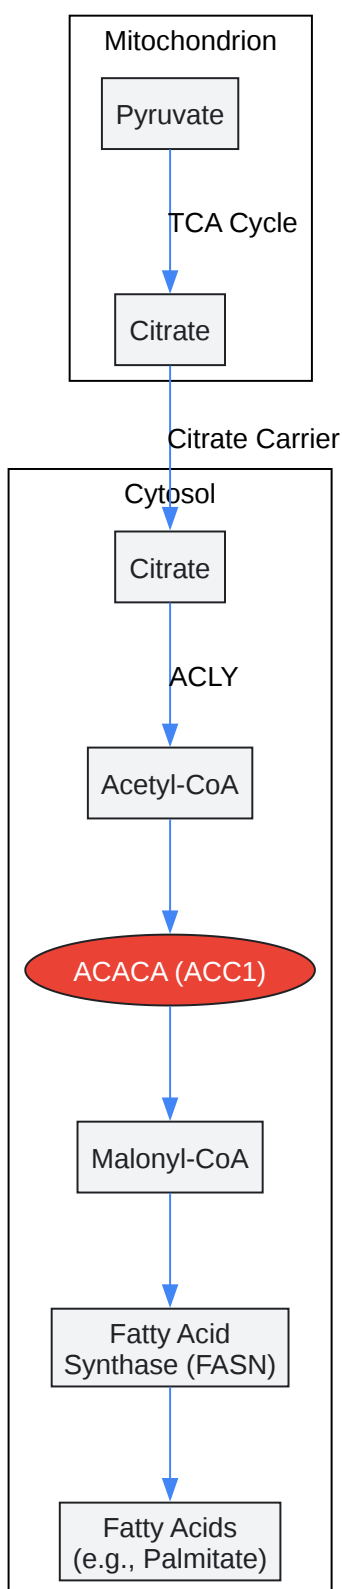 Mitochondrion
Pyruvate
TCA Cycle
Citrate
Citrate Carrier
Cytosol
Citrate
ACLY
Acetyl-CoA
ACACA (ACC1)
Malonyl-CoA
Fatty Acid
Synthase (FASN)
Fatty Acids
(e.g., Palmitate)